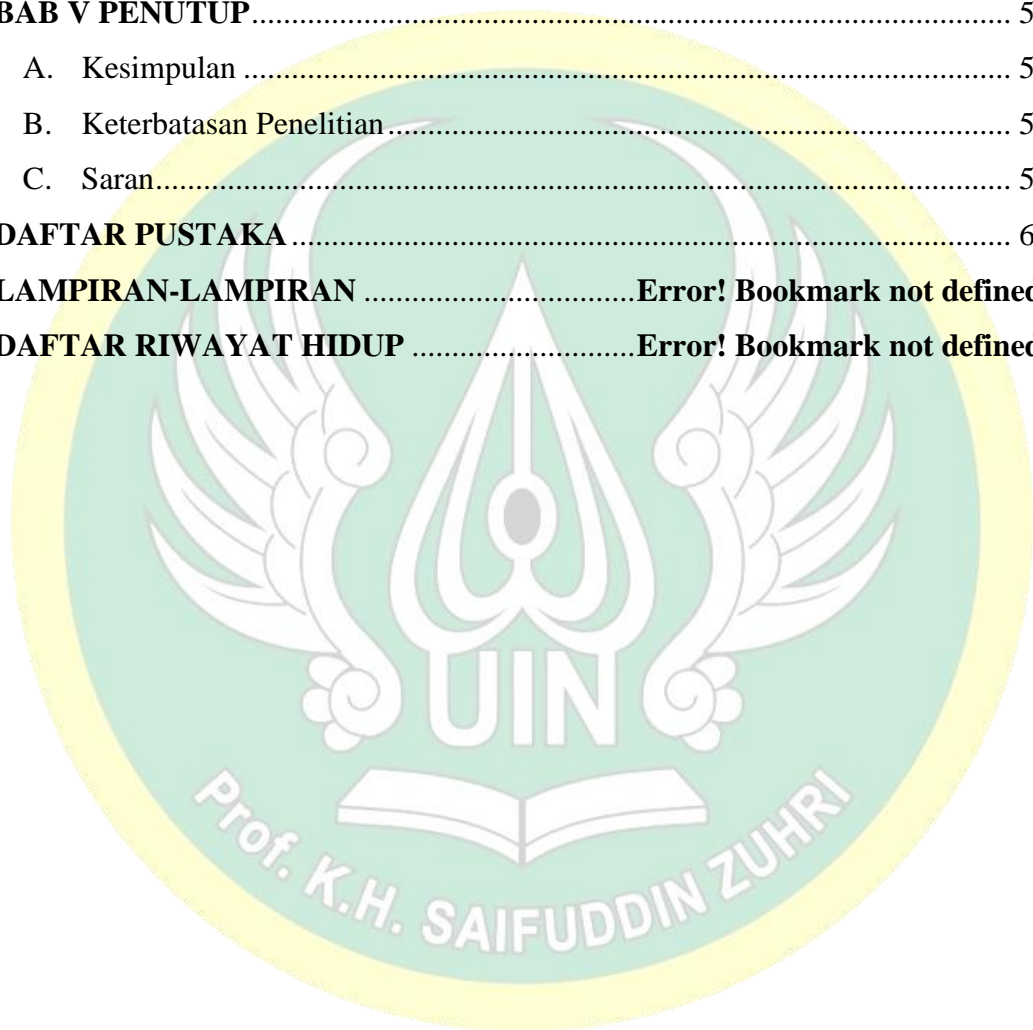 BAB V PENUTUP........................................................................................ 5
A. Kesimpulan ......................................................................................... 5
B. Keterbatasan Penelitian........................................................................ 5
C. Saran................................................................................................... 5
DAFTAR PUSTAKA ................................................................................... 6
LAMPIRAN-LAMPIRAN ................................Error! Bookmark not defined
DAFTAR RIWAYAT HIDUP ...........................Error! Bookmark not defined
UIN
Prof. K.H. SAIFUDDIN ZUHRI